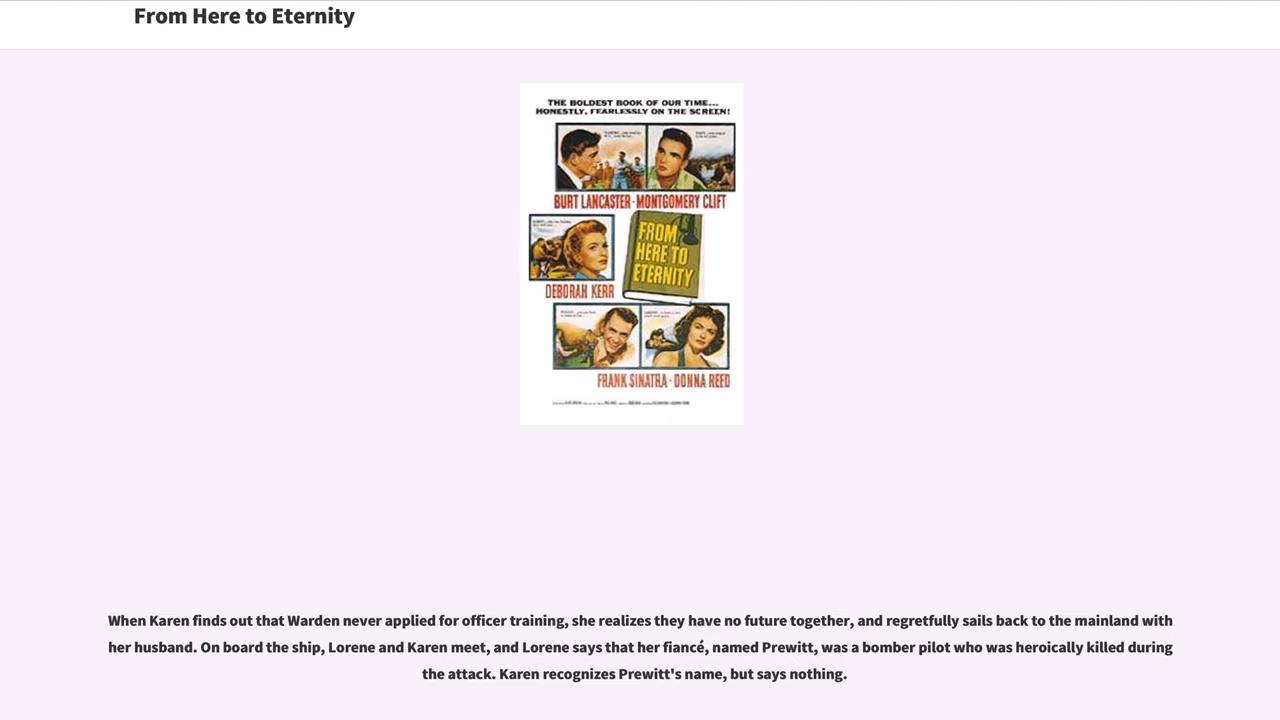 From Here to Eternity
THE BOLDEST BOOK OF OUR TIME...
HONESTLY, FEARLESSLY ON THE SCREEN!
BURT LANCASTER · MONTGOMERY CLIFT
FROM
HERE TO
ETERNITY
DEBORAH KERR
FRANK SINATRA · DONNA REED
When Karen finds out that Warden never applied for officer training, she realizes they have no future together, and regretfully sails back to the mainland with
her husband. On board the ship, Lorene and Karen meet, and Lorene says that her fiancé, named Prewitt, was a bomber pilot who was heroically killed during
the attack. Karen recognizes Prewitt's name, but says nothing.